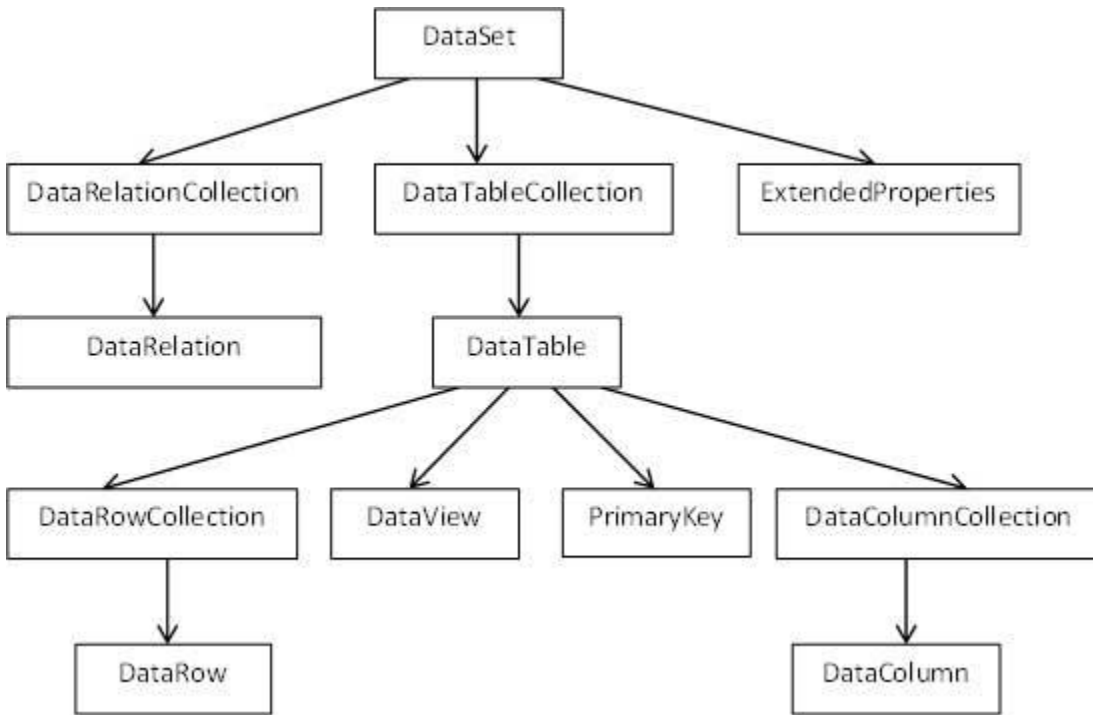 DataSet
DataRelationCollection
DataTableCollection
ExtendedProperties
DataRelation
DataTable
DataRowCollection
DataView
PrimaryKey
DataColumnCollection
DataRow
DataColumn